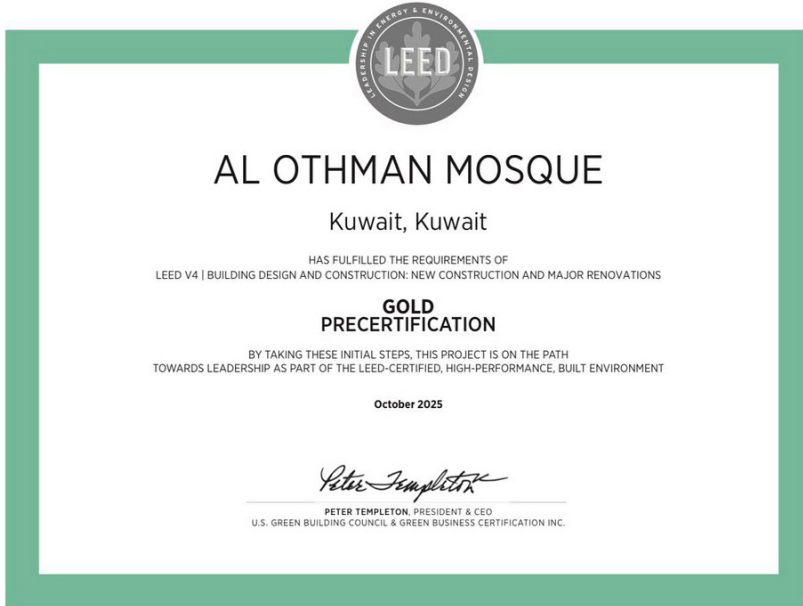 LEADERSHIP IN ENERGY & ENVIRONMENTAL DESIGN
LEED
AL OTHMAN MOSQUE
Kuwait, Kuwait
HAS FULFILLED THE REQUIREMENTS OF
LEED V4 | BUILDING DESIGN AND CONSTRUCTION: NEW CONSTRUCTION AND MAJOR RENOVATIONS
GOLD
PRECERTIFICATION
BY TAKING THESE INITIAL STEPS, THIS PROJECT IS ON THE PATH
TOWARDS LEADERSHIP AS PART OF THE LEED-CERTIFIED, HIGH-PERFORMANCE, BUILT ENVIRONMENT
October 2025
Peter Templeton
PETER TEMPLETON, PRESIDENT & CEO
U.S. GREEN BUILDING COUNCIL & GREEN BUSINESS CERTIFICATION INC.